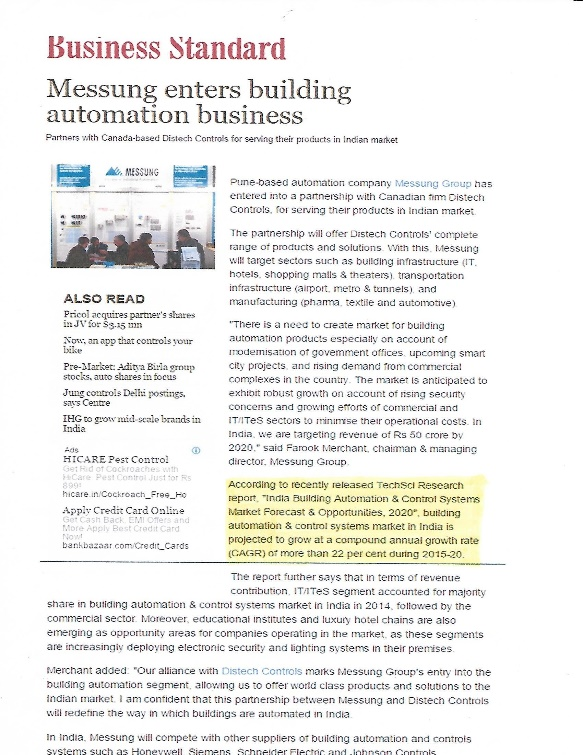 Business Standard
Messung enters building
automation business
Partners with Canada-based Distech Controls for serving their products in Indian market
MESSUNG
Pune-based automation company Messung Group has
entered into a partnership with Canadian firm Distech
Controls, for serving their products in Indian market.
The partnership will offer Distech Controls' complete
range of products and solutions. With this, Messung
will target sectors such as building infrastructure (IT,
hotels, shopping malls & theaters), transportation
infrastructure (airport, metro & tunnels), and
manufacturing (pharma, textile and automotive).
"There is a need to create market for building
automation products especially on account of
modernisation of government offices, upcoming smart
city projects, and rising demand from commercial
complexes in the country. The market is anticipated to
exhibit robust growth on account of rising security
concerns and growing efforts of commercial and
IT/ITeS sectors to minimise their operational costs. In
India, we are targeting revenue of Rs 50 crore by
2020," said Farook Merchant, chairman & managing
director, Messung Group.
According to recently released TechSci Research
report, "India Building Automation & Control Systems
Market Forecast & Opportunities, 2020", building
automation & control systems market in India is
projected to grow at a compound annual growth rate
(CAGR) of more than 22 per cent during 2015-20.
ALSO READ
Pricol acquires partner's shares
in JV for $3.15 mn
Now, an app that controls your
bike
Pre-Market: Aditya Birla group
stocks, auto shares in focus
Jung controls Delhi postings,
says Centre
IHG to grow mid-scale brands in
India
Ads
HICARE Pest Control
Get Rid of Cockroaches with
HiCare. Pest Control Just for Rs
899!
hicare.in/Cockroach_Free_Ho
Apply Credit Card Online
Get Cash Back, EMI Offers and
More Apply Best Credit Card
Now!
bankbazaar.com/Credit_Cards
The report further says that in terms of revenue
contribution, IT/ITeS segment accounted for majority
share in building automation & control systems market in India in 2014, followed by the
commercial sector. Moreover, educational institutes and luxury hotel chains are also
emerging as opportunity areas for companies operating in the market, as these segments
are increasingly deploying electronic security and lighting systems in their premises.
Merchant added: "Our alliance with Distech Controls marks Messung Group's entry into the
building automation segment, allowing us to offer world class products and solutions to the
Indian market. I am confident that this partnership between Messung and Distech Controls
will redefine the way in which buildings are automated in India.
In India, Messung will compete with other suppliers of building automation and controls
systems such as Honeywell, Siemens, Schneider Electric and Johnson Controls.